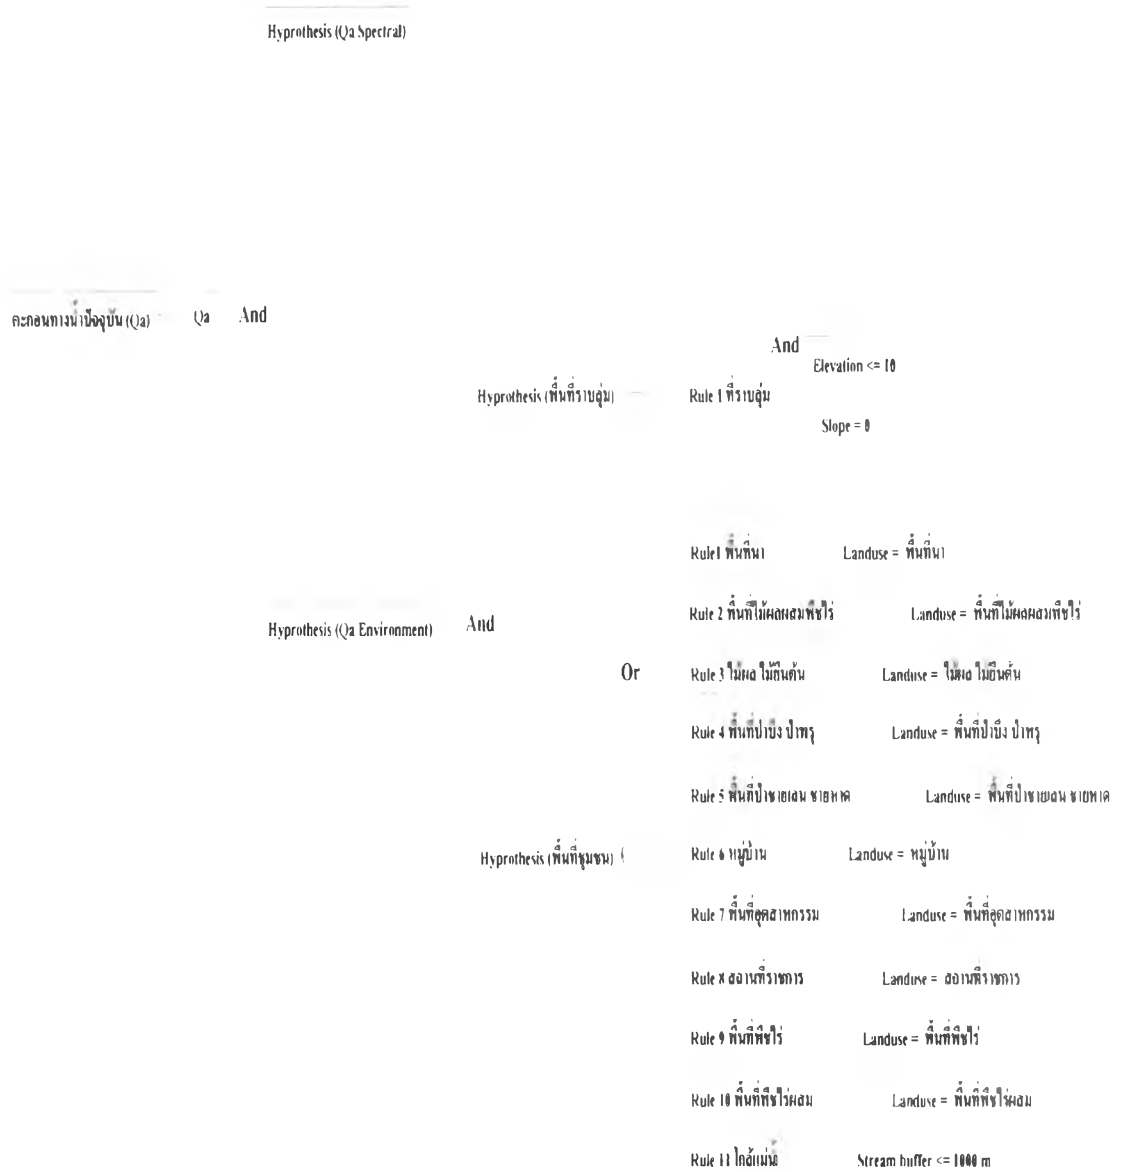 Hyprothesis (Qa Spectral)
ตะกอนทางน้ำปัจจุบัน (Qa) Qa And
And
Elevation <= 10
Hyprothesis (พื้นที่ราบลุ่ม) Rule 1 ที่ราบลุ่ม
Slope = 0
Rule1 พื้นที่นา Landuse = พื้นที่นา
Rule 2 พื้นที่ไม้ผลผสมพืชไร่ Landuse = พื้นที่ไม้ผลผสมพืชไร่
Hyprothesis (Qa Environment) And
Or Rule 3 ไม้ผล ไม้ยืนต้น Landuse = ไม้ผล ไม้ยืนต้น
Rule 4 พื้นที่ป่าบึง ป่าพรุ Landuse = พื้นที่ป่าบึง ป่าพรุ
Rule 5 พื้นที่ป่าชายเลน ชายหาด Landuse = พื้นที่ป่าชายเลน ชายหาด
Hyprothesis (พื้นที่ชุมชน) Rule 6 หมู่บ้าน Landuse = หมู่บ้าน
Rule 7 พื้นที่อุตสาหกรรม Landuse = พื้นที่อุตสาหกรรม
Rule 8 สถานที่ราชการ Landuse = สถานที่ราชการ
Rule 9 พื้นที่พืชไร่ Landuse = พื้นที่พืชไร่
Rule 10 พื้นที่พืชไร่ผสม Landuse = พื้นที่พืชไร่ผสม
Rule 11 ใกล้แม่น้ำ Stream buffer <= 1000 m